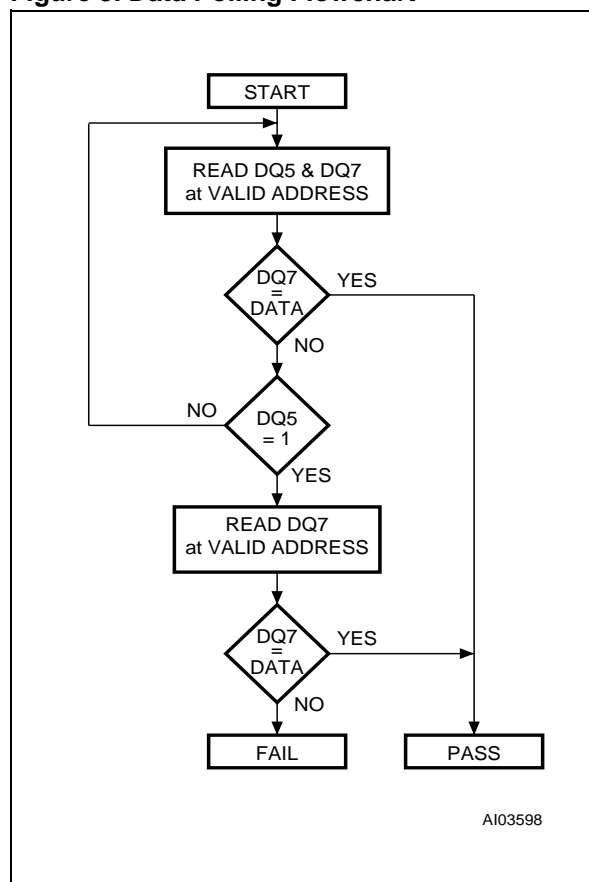 Figure Data Polling Flowchart
START
READ DQ5 & DQ7
at VALID ADDRESS
DQ7
=
DATA
YES
NO
NO
DQ5
= 1
YES
READ DQ7
at VALID ADDRESS
DQ7
=
DATA
YES
NO
FAIL
PASS
AI03598